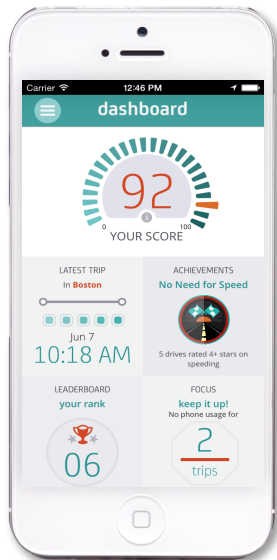 Carrier 12:46 PM
dashboard
92
0 100
YOUR SCORE
LATEST TRIP
In Boston
Jun 7
10:18 AM
ACHIEVEMENTS
No Need for Speed
5 drives rated 4+ stars on
speeding
LEADERBOARD
your rank
06
FOCUS
keep it up!
No phone usage for
2
trips